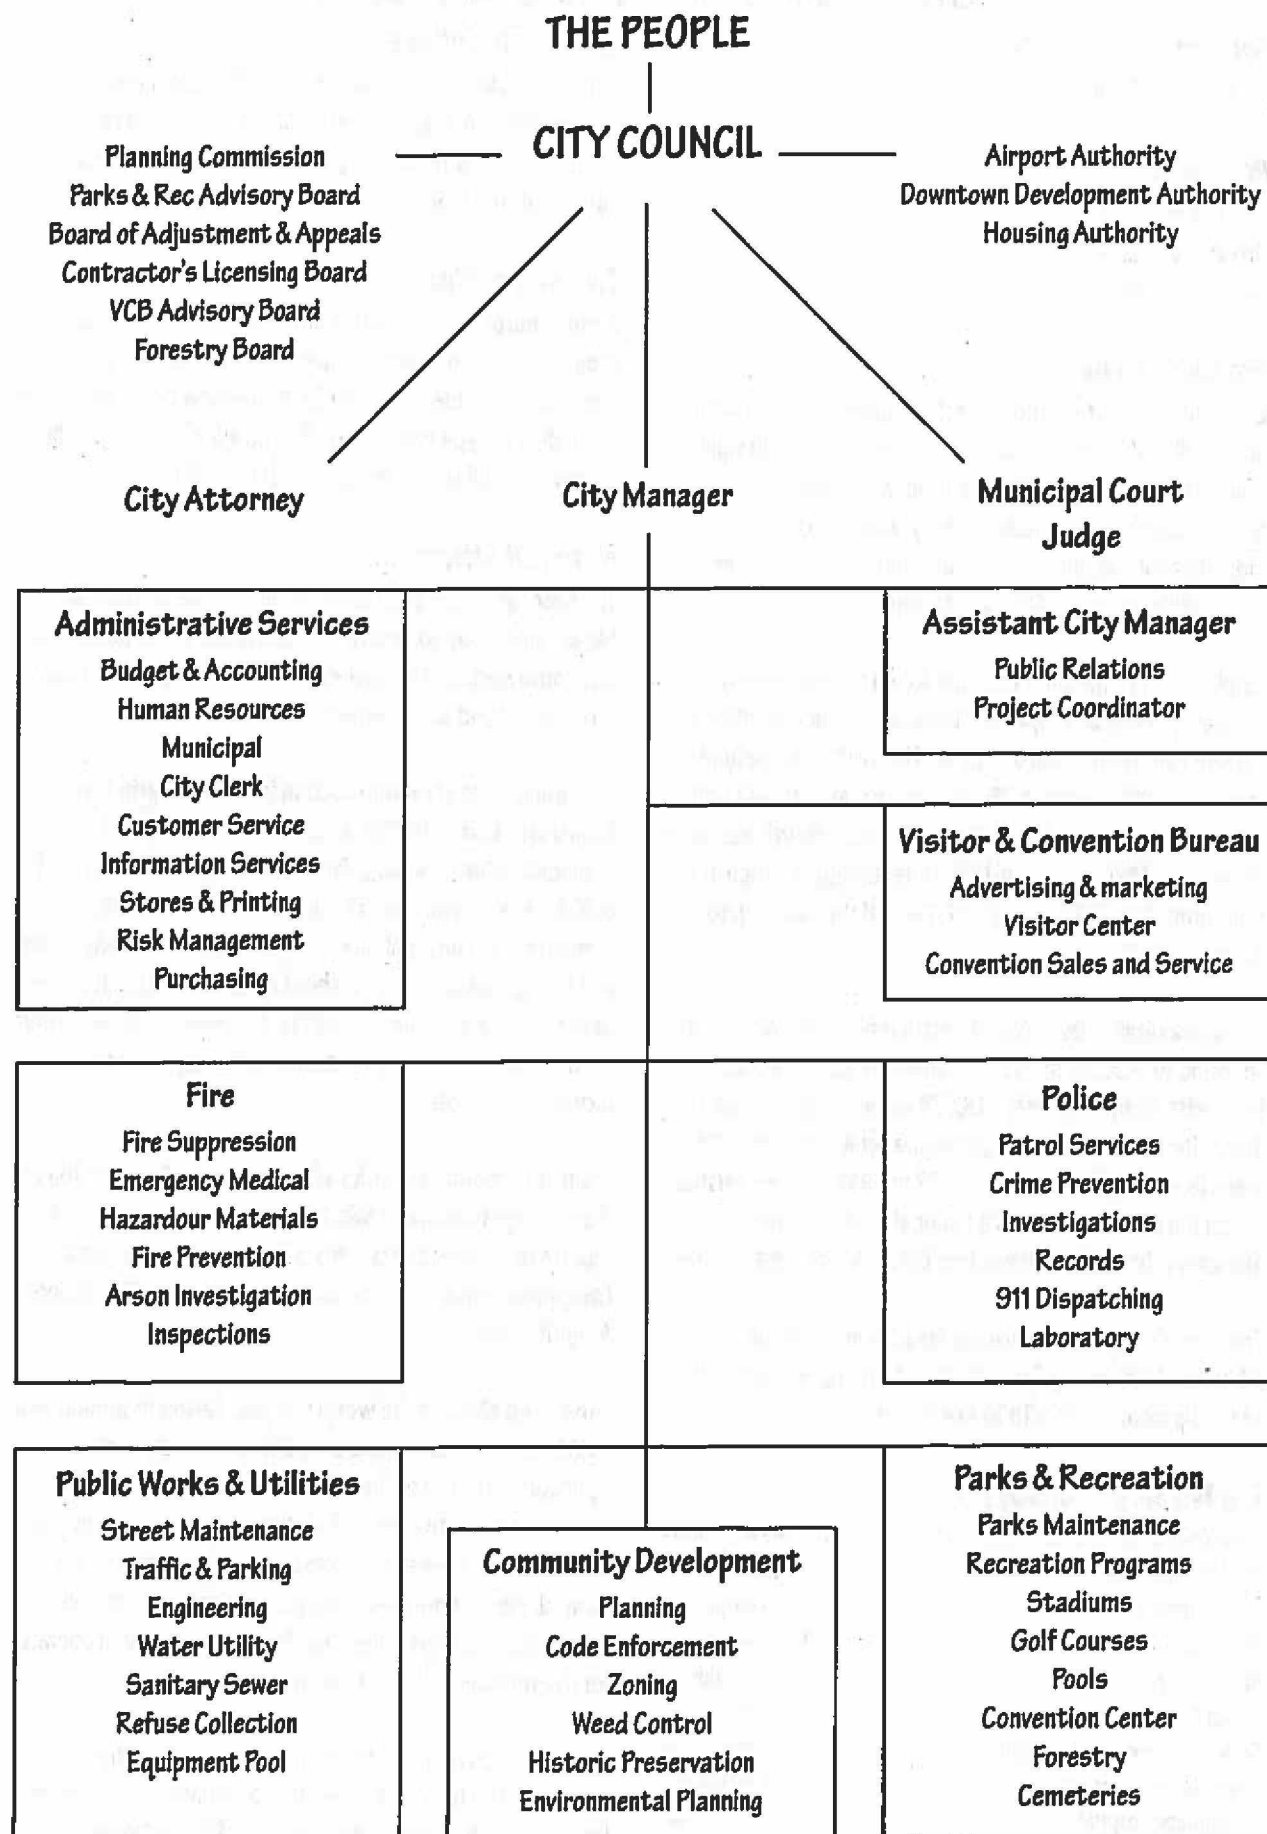 THE PEOPLE
CITY COUNCIL
Planning Commission
Parks & Rec Advisory Board
Board of Adjustment & Appeals
Contractor's Licensing Board
VCB Advisory Board
Forestry Board
Airport Authority
Downtown Development Authority
Housing Authority
City Attorney
City Manager
Municipal Court
Judge
Administrative Services
Budget & Accounting
Human Resources
Municipal
City Clerk
Customer Service
Information Services
Stores & Printing
Risk Management
Purchasing
Assistant City Manager
Public Relations
Project Coordinator
Visitor & Convention Bureau
Advertising & marketing
Visitor Center
Convention Sales and Service
Fire
Fire Suppression
Emergency Medical
Hazardour Materials
Fire Prevention
Arson Investigation
Inspections
Police
Patrol Services
Crime Prevention
Investigations
Records
911 Dispatching
Laboratory
Public Works & Utilities
Street Maintenance
Traffic & Parking
Engineering
Water Utility
Sanitary Sewer
Refuse Collection
Equipment Pool
Community Development
Planning
Code Enforcement
Zoning
Weed Control
Historic Preservation
Environmental Planning
Parks & Recreation
Parks Maintenance
Recreation Programs
Stadiums
Golf Courses
Pools
Convention Center
Forestry
Cemeteries